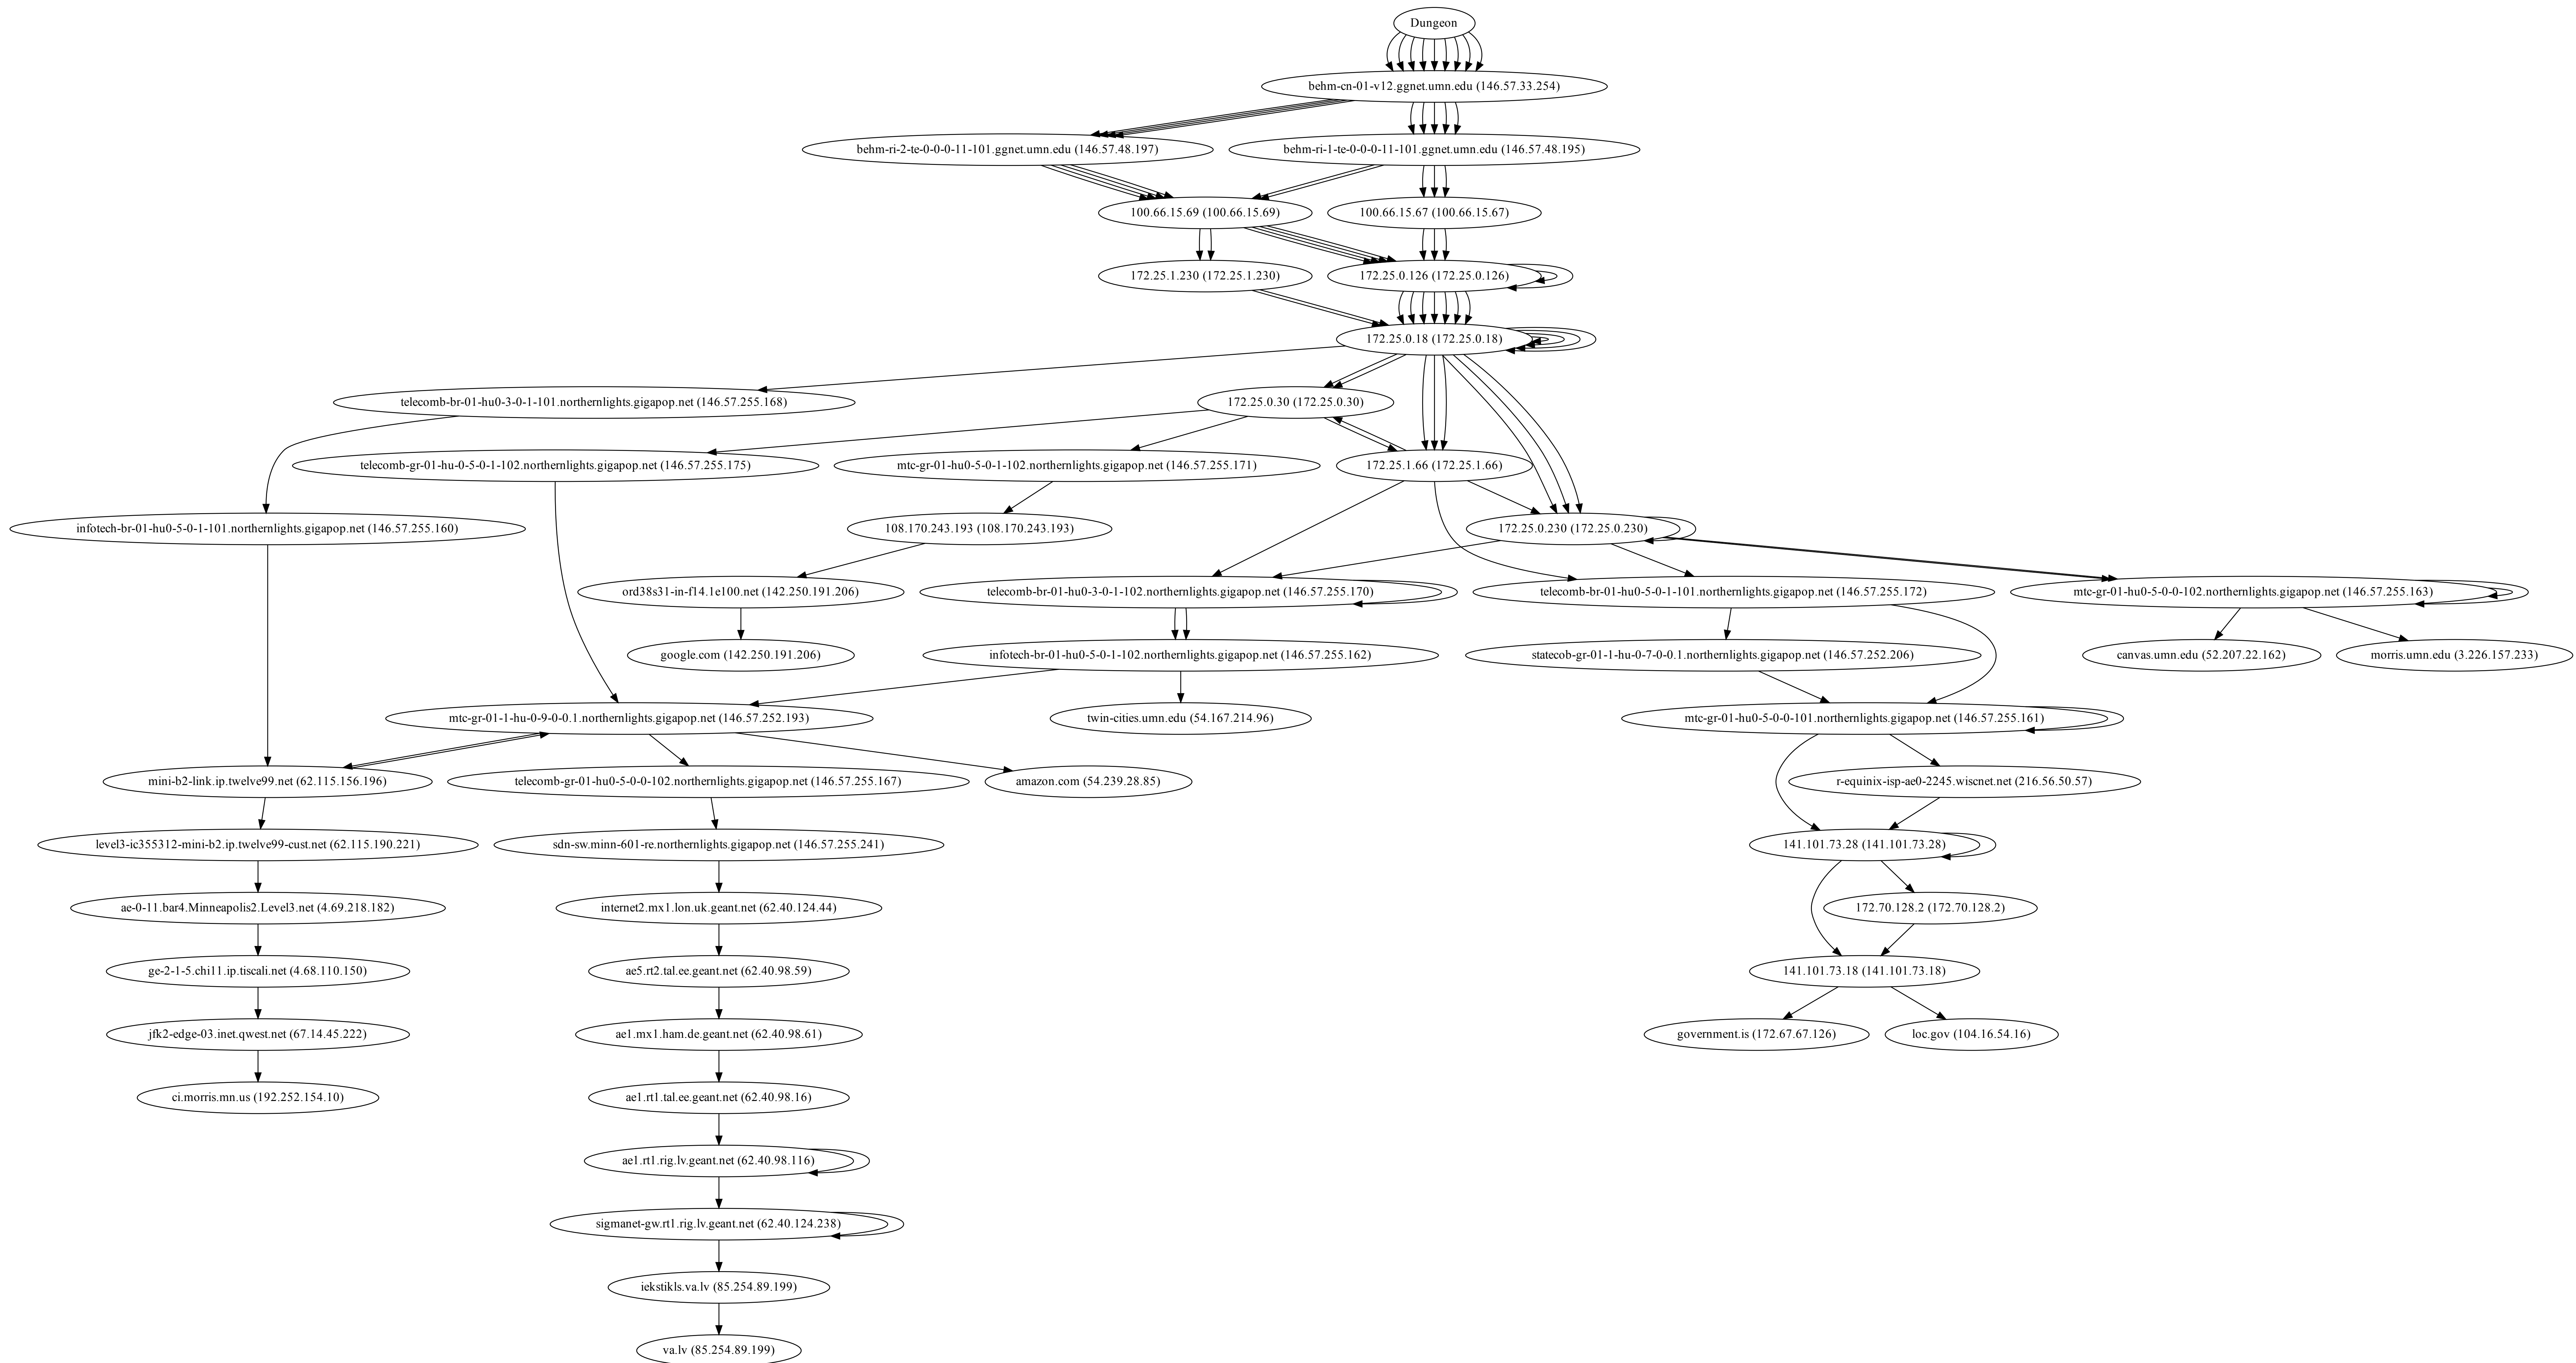 Dungeon
behm-cn-01-v12.ggnet.umn.edu (146.57.33.254)
behm-ri-2-te-0-0-0-11-101.ggnet.umn.edu (146.57.48.197)
behm-ri-1-te-0-0-0-11-101.ggnet.umn.edu (146.57.48.195)
100.66.15.69 (100.66.15.69)
100.66.15.67 (100.66.15.67)
172.25.1.230 (172.25.1.230)
172.25.0.126 (172.25.0.126)
172.25.0.18 (172.25.0.18)
telecomb-br-01-hu0-3-0-1-101.northernlights.gigapop.net (146.57.255.168)
172.25.0.30 (172.25.0.30)
telecomb-gr-01-hu-0-5-0-1-102.northernlights.gigapop.net (146.57.255.175)
mtc-gr-01-hu0-5-0-1-102.northernlights.gigapop.net (146.57.255.171)
172.25.1.66 (172.25.1.66)
infotech-br-01-hu0-5-0-1-101.northernlights.gigapop.net (146.57.255.160)
108.170.243.193 (108.170.243.193)
172.25.0.230 (172.25.0.230)
ord38s31-in-f14.1e100.net (142.250.191.206)
telecomb-br-01-hu0-3-0-1-102.northernlights.gigapop.net (146.57.255.170)
telecomb-br-01-hu0-5-0-1-101.northernlights.gigapop.net (146.57.255.172)
mtc-gr-01-hu0-5-0-0-102.northernlights.gigapop.net (146.57.255.163)
google.com (142.250.191.206)
infotech-br-01-hu0-5-0-1-102.northernlights.gigapop.net (146.57.255.162)
statecob-gr-01-1-hu-0-7-0-0.1.northernlights.gigapop.net (146.57.252.206)
canvas.umn.edu (52.207.22.162)
morris.umn.edu (3.226.157.233)
mtc-gr-01-1-hu-0-9-0-0.1.northernlights.gigapop.net (146.57.252.193)
twin-cities.umn.edu (54.167.214.96)
mtc-gr-01-hu0-5-0-0-101.northernlights.gigapop.net (146.57.255.161)
mini-b2-link.ip.twelve99.net (62.115.156.196)
telecomb-gr-01-hu0-5-0-0-102.northernlights.gigapop.net (146.57.255.167)
amazon.com (54.239.28.85)
r-equinix-isp-ae0-2245.wiscnet.net (216.56.50.57)
level3-ic355312-mini-b2.ip.twelve99-cust.net (62.115.190.221)
sdn-sw.minn-601-re.northernlights.gigapop.net (146.57.255.241)
141.101.73.28 (141.101.73.28)
ae-0-11.bar4.Minneapolis2.Level3.net (4.69.218.182)
internet2.mx1.lon.uk.geant.net (62.40.124.44)
172.70.128.2 (172.70.128.2)
ge-2-1-5.chi11.ip.tiscali.net (4.68.110.150)
ae5.rt2.tal.ee.geant.net (62.40.98.59)
141.101.73.18 (141.101.73.18)
jfk2-edge-03.inet.qwest.net (67.14.45.222)
ae1.mx1.ham.de.geant.net (62.40.98.61)
government.is (172.67.67.126)
loc.gov (104.16.54.16)
ci.morris.mn.us (192.252.154.10)
ae1.rt1.tal.ee.geant.net (62.40.98.16)
ae1.rt1.rig.lv.geant.net (62.40.98.116)
sigmanet-gw.rt1.rig.lv.geant.net (62.40.124.238)
iekstikls.va.lv (85.254.89.199)
va.lv (85.254.89.199)